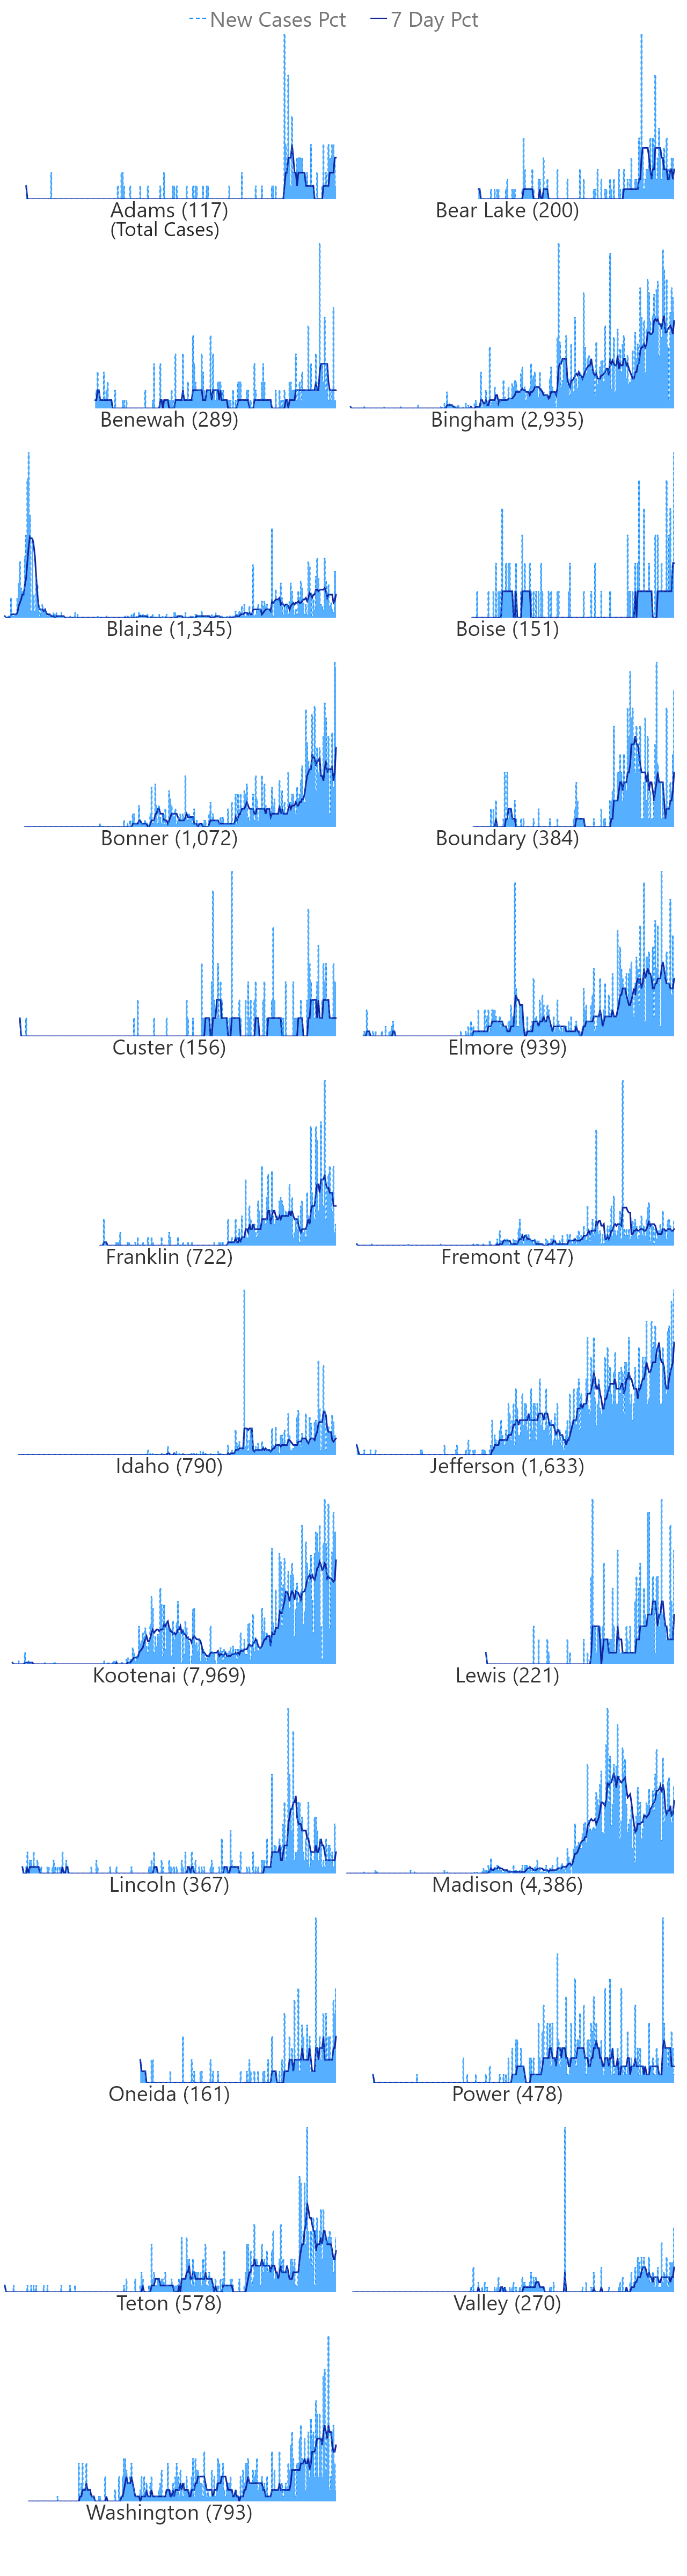 New Cases Pct 7 Day Pct
Adams (117) Bear Lake (200)
(Total Cases)
Benewah (289) Bingham (2,935)
Blaine (1,345) Boise (151)
Bonner (1,072) Boundary (384)
Custer (156) Elmore (939)
Franklin (722) Fremont (747)
Idaho (790) Jefferson (1,633)
Kootenai (7,969) Lewis (221)
Lincoln (367) Madison (4,386)
Oneida (161) Power (478)
Teton (578) Valley (270)
Washington (793)